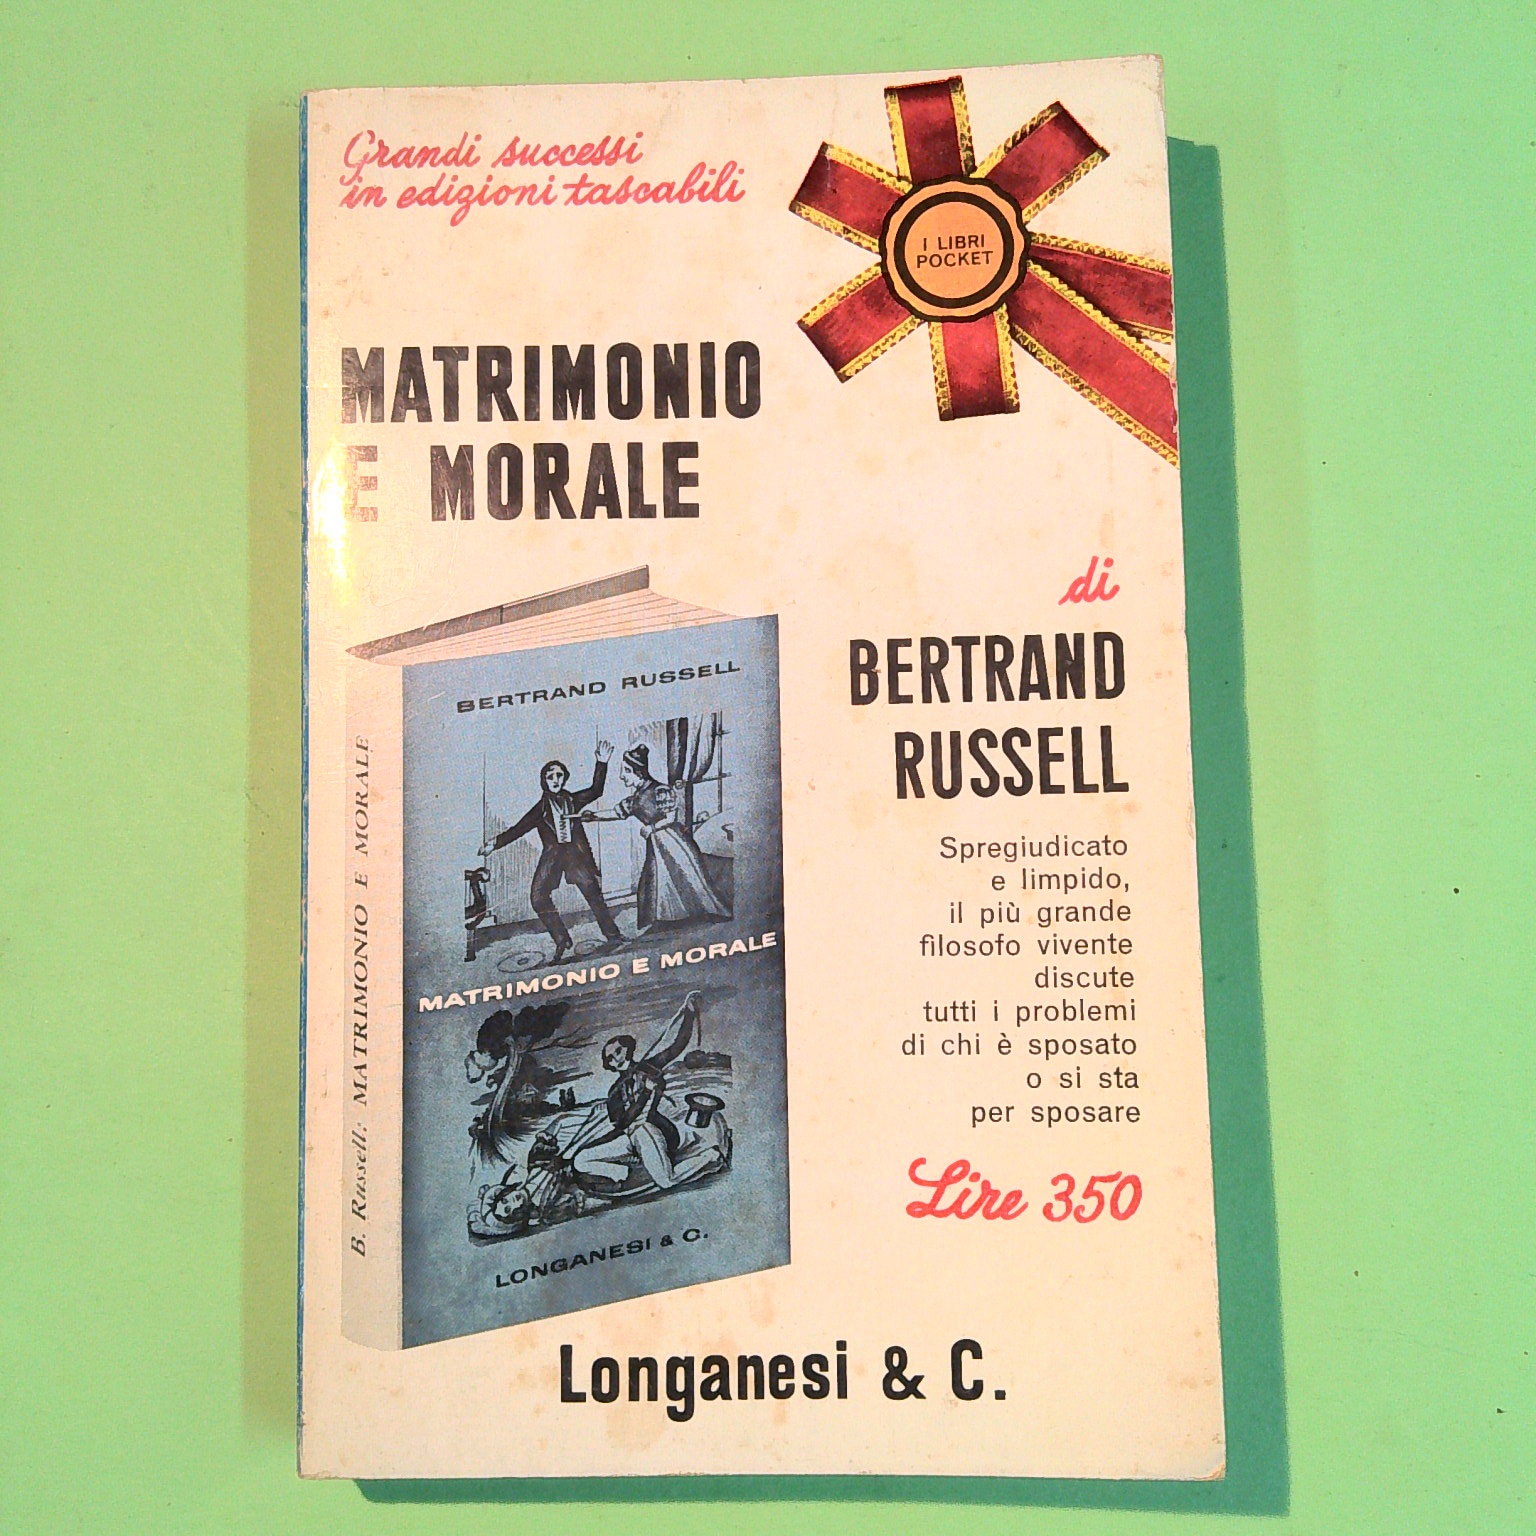 Grandi successi
in edizioni tascabili
I LIBRI
POCKET
MATRIMONIO
E MORALE
di
BERTRAND
RUSSELL
Spregiudicato
e limpido,
il più grande
filosofo vivente
discute
tutti i problemi
di chi è sposato
o si sta
per sposare
Lire 350
B. Russell: MATRIMONIO E MORALE
BERTRAND RUSSELL
MATRIMONIO E MORALE
LONGANESI & C.
Longanesi & C.